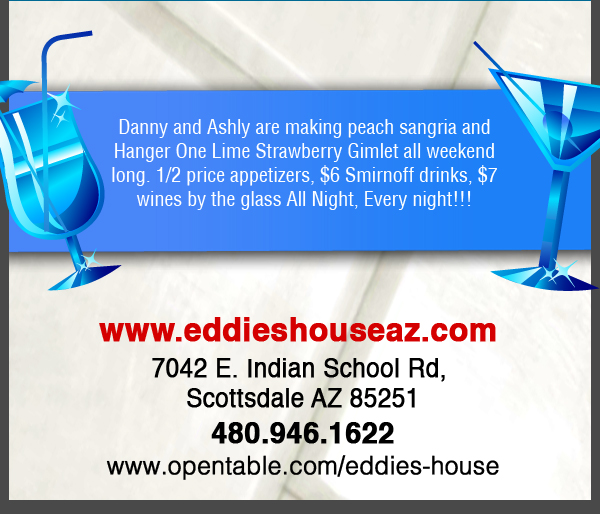 Danny and Ashly are making peach sangria and
Hanger One Lime Strawberry Gimlet all weekend
long. 1/2 price appetizers, $6 Smirnoff drinks, $7
wines by the glass All Night, Every night!!!
www.eddieshouseaz.com
7042 E. Indian School Rd,
Scottsdale AZ 85251
480.946.1622
www.opentable.com/eddies-house